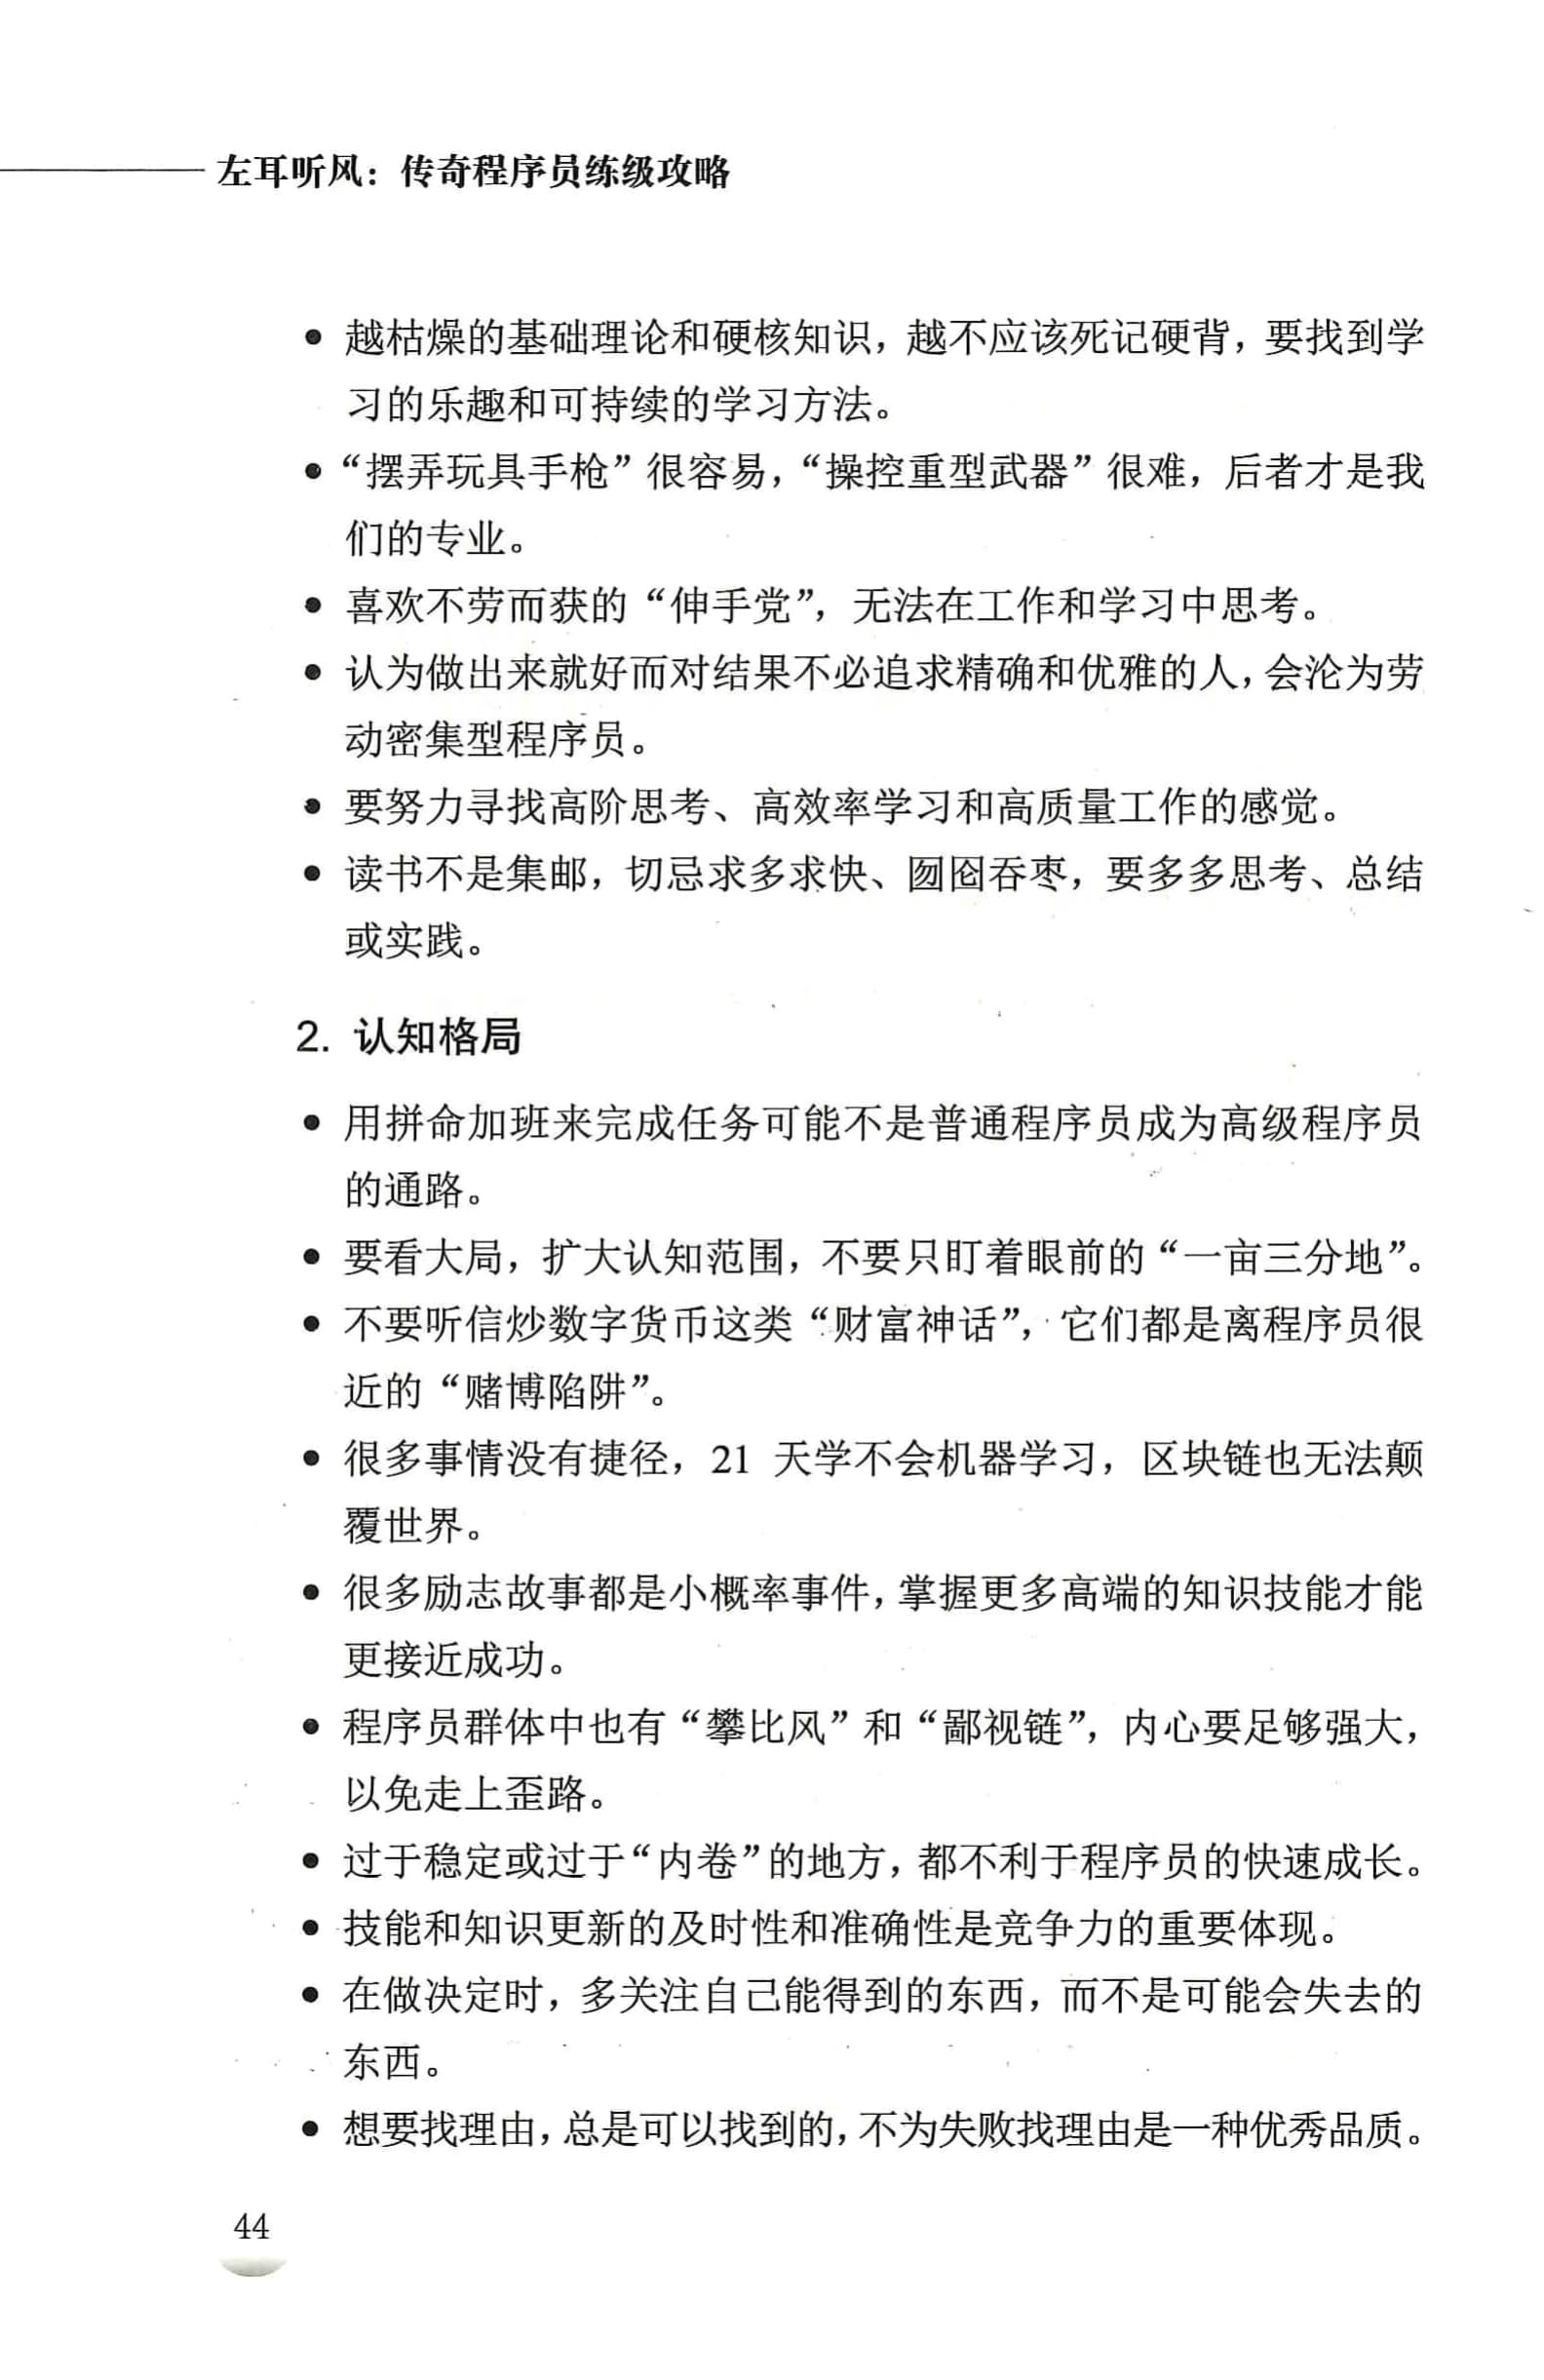 左耳听风：传奇程序员练级攻略
● 越枯燥的基础理论和硬核知识，越不应该死记硬背，要找到学
习的乐趣和可持续的学习方法。
● “摆弄玩具手枪”很容易，“操控重型武器”很难，后者才是我
们的专业。
● 喜欢不劳而获的“伸手党”，无法在工作和学习中思考。
● 认为做出来就好而对结果不必追求精确和优雅的人，会沦为劳
动密集型程序员。
● 要努力寻找高阶思考、高效率学习和高质量工作的感觉。
● 读书不是集邮，切忌求多求快、囫囵吞枣，要多多思考、总结
或实践。
2. 认知格局
● 用拼命加班来完成任务可能不是普通程序员成为高级程序员
的通路。
● 要看大局，扩大认知范围，不要只盯着眼前的“一亩三分地”。
● 不要听信炒数字货币这类“财富神话”，它们都是离程序员很
近的“赌博陷阱”。
● 很多事情没有捷径，21 天学不会机器学习，区块链也无法颠
覆世界。
● 很多励志故事都是小概率事件，掌握更多高端的知识技能才能
更接近成功。
● 程序员群体中也有“攀比风”和“鄙视链”，内心要足够强大，
以免走上歪路。
● 过于稳定或过于“内卷”的地方，都不利于程序员的快速成长。
● 技能和知识更新的及时性和准确性是竞争力的重要体现。
● 在做决定时，多关注自己能得到的东西，而不是可能会失去的
东西。
● 想要找理由，总是可以找到的，不为失败找理由是一种优秀品质。
44